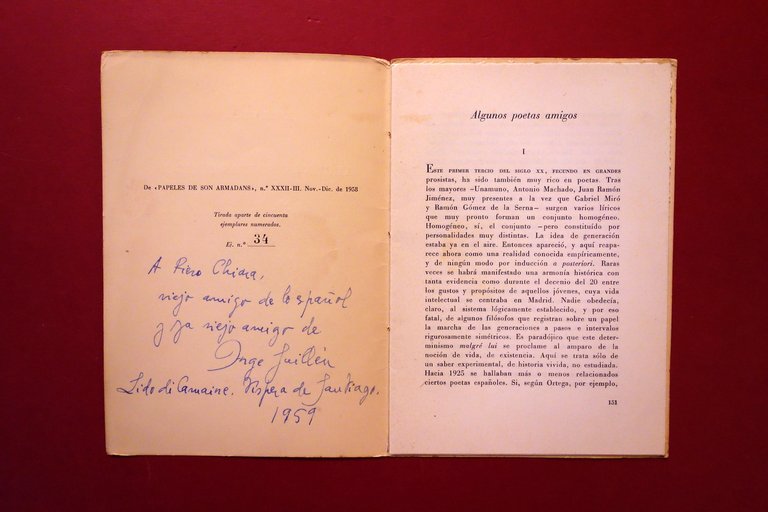 De «PAPELES DE SON ARMADANS», n.º XXXII-III. Nov.-Dic. de 1958
Tirada aparte de cincuenta
ejemplares numerados.
Ej. n.º 34
A Piero Chiara,
viejo amigo de lo español
y ya viejo amigo de
Jorge Guillén
Lido di Camaiore. Víspera de Santiago.
1959
Algunos poetas amigos
I
ESTE PRIMER TERCIO DEL SIGLO XX, FECUNDO EN GRANDES
prosistas, ha sido también muy rico en poetas. Tras
los mayores -Unamuno, Antonio Machado, Juan Ramón
Jiménez, muy presentes a la vez que Gabriel Miró
y Ramón Gómez de la Serna- surgen varios líricos
que muy pronto forman un conjunto homogéneo.
Homogéneo, sí, el conjunto -pero constituido por
personalidades muy distintas. La idea de generación
estaba ya en el aire. Entonces apareció, y aquí reapa-
rece ahora como una realidad conocida empíricamente,
y de ningún modo por inducción a posteriori. Raras
veces se habrá manifestado una armonía histórica con
tanta evidencia como durante el decenio del 20 entre
los gustos y propósitos de aquellos jóvenes, cuya vida
intelectual se centraba en Madrid. Nadie obedecía,
claro, al sistema lógicamente establecido, y por eso
fatal, de algunos filósofos que registran sobre un papel
la marcha de las generaciones a pasos e intervalos
rigurosamente simétricos. Es paradójico que este deter-
minismo malgré lui se proclame al amparo de la
noción de vida, de existencia. Aquí se trata sólo de
un saber experimental, de historia vivida, no estudiada.
Hacia 1925 se hallaban más o menos relacionados
ciertos poetas españoles. Si, según Ortega, por ejemplo,
151